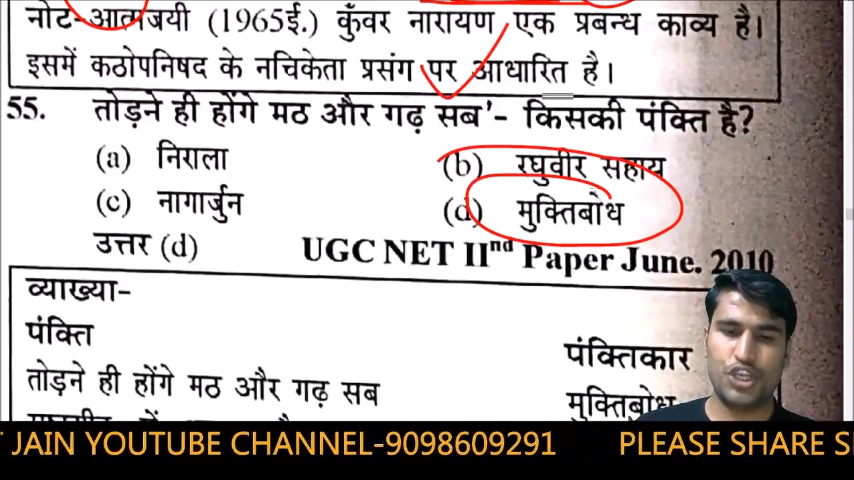 नोट-आत्मजयी (1965ई.) कुँवर नारायण एक प्रबन्ध काव्य है।
इसमें कठोपनिषद के नचिकेता प्रसंग पर आधारित है।
55. तोड़ने ही होंगे मठ और गढ़ सब'- किसकी पंक्ति है?
(a) निराला (b) रघुवीर सहाय
(c) नागार्जुन (d) मुक्तिबोध
उत्तर (d) UGC NET IInd Paper June. 2010
व्याख्या-
पंक्ति पंक्तिकार
तोड़ने ही होंगे मठ और गढ़ सब मुक्तिबोध
JAIN YOUTUBE CHANNEL-9098609291 PLEASE SHARE